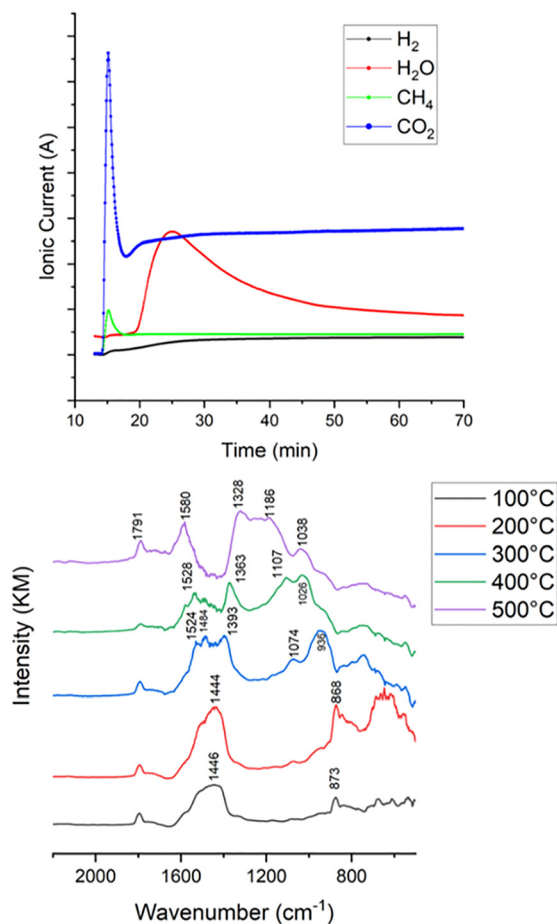 H2
H2O
CH4
CO2
Ionic Current (A)
10 20 30 40 50 60 70
Time (min)
100°C
200°C
300°C
400°C
500°C
1791 1580 1328 1186 1038
1528 1363 1107 1026
1524 1484 1393 1074 936
1444 868
1446 873
Intensity (KM)
2000 1600 1200 800
Wavenumber (cm-1)